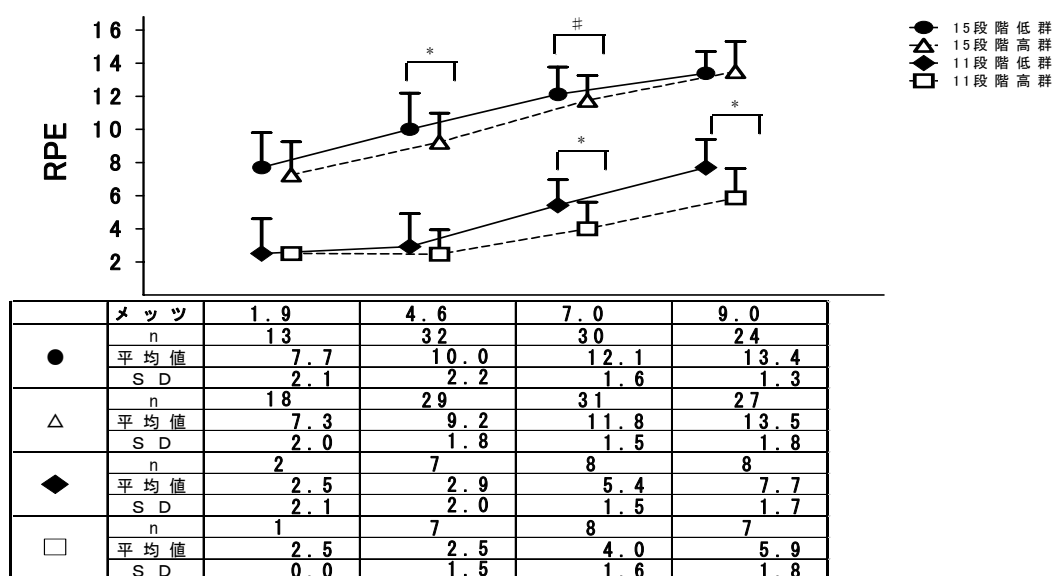 15段階低群
15段階高群
11段階低群
11段階高群
RPE
16
14
12
10
8
6
4
2
*
#
*
*
メッツ 1.9 4.6 7.0 9.0
● n 13 32 30 24
平均値 7.7 10.0 12.1 13.4
SD 2.1 2.2 1.6 1.3
△ n 18 29 31 27
平均値 7.3 9.2 11.8 13.5
SD 2.0 1.8 1.5 1.8
◆ n 2 7 8 8
平均値 2.5 2.9 5.4 7.7
SD 2.1 2.0 1.5 1.7
□ n 1 7 8 7
平均値 2.5 2.5 4.0 5.9
SD 0.0 1.5 1.6 1.8